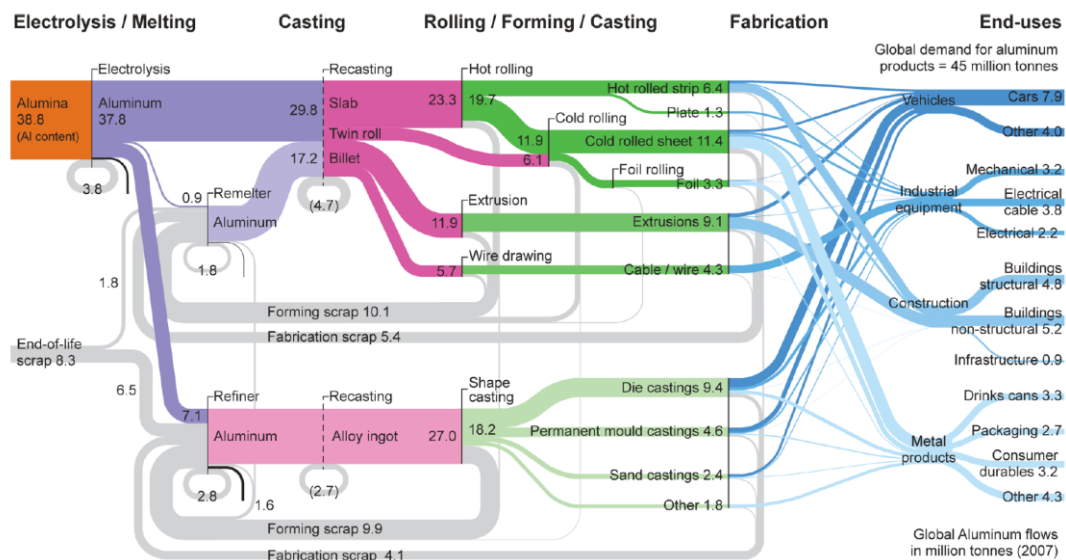 Electrolysis / Melting
Casting
Rolling / Forming / Casting
Fabrication
End-uses
Global demand for aluminum
products = 45 million tonnes
Electrolysis
Alumina
38.8
(Al content)
Aluminum
37.8
3.8
0.9
Remelter
Aluminum
1.8
1.8
End-of-life
scrap 8.3
6.5
7.1
Refiner
Aluminum
2.8
1.6
Recasting
29.8
Slab
Twin roll
17.2
Billet
(4.7)
Recasting
Alloy ingot
(2.7)
Hot rolling
23.3
19.7
Cold rolling
11.9
6.1
Foil rolling
Extrusion
11.9
Wire drawing
5.7
Forming scrap 10.1
Fabrication scrap 5.4
Shape
casting
27.0
18.2
Forming scrap 9.9
Fabrication scrap 4.1
Hot rolled strip 6.4
Plate 1.3
Cold rolled sheet 11.4
Foil 3.3
Extrusions 9.1
Cable / wire 4.3
Die castings 9.4
Permanent mould castings 4.6
Sand castings 2.4
Other 1.8
Vehicles
Industrial
equipment
Construction
Metal
products
Cars 7.9
Other 4.0
Mechanical 3.2
Electrical
cable 3.8
Electrical 2.2
Buildings
structural 4.8
Buildings
non-structural 5.2
Infrastructure 0.9
Drinks cans 3.3
Packaging 2.7
Consumer
durables 3.2
Other 4.3
Global Aluminum flows
in million tonnes (2007)